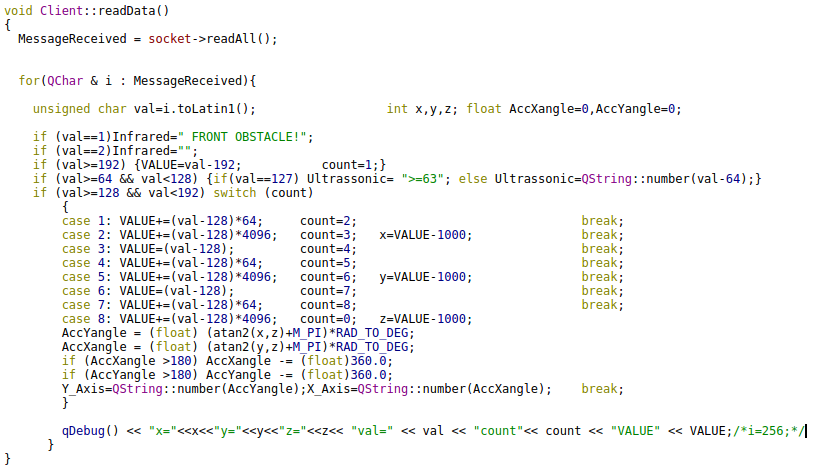 void Client::readData()
{
  MessageReceived = socket->readAll();
  for(QChar & i : MessageReceived){
    unsigned char val=i.toLatin1();                  int x,y,z; float AccXangle=0,AccYangle=0;
    if (val==1)Infrared=" FRONT OBSTACLE!";
    if (val==2)Infrared="";
    if (val>=192) {VALUE=val-192;           count=1;}
    if (val>=64 && val<128) {if(val==127) Ultrassonic= ">=63"; else Ultrassonic=QString::number(val-64);}
    if (val>=128 && val<192) switch (count)
        {
        case 1: VALUE+=(val-128)*64;     count=2;                               break;
        case 2: VALUE+=(val-128)*4096;   count=3;   x=VALUE-1000;               break;
        case 3: VALUE=(val-128);         count=4;                               break;
        case 4: VALUE+=(val-128)*64;     count=5;                               break;
        case 5: VALUE+=(val-128)*4096;   count=6;   y=VALUE-1000;               break;
        case 6: VALUE=(val-128);         count=7;                               break;
        case 7: VALUE+=(val-128)*64;     count=8;                               break;
        case 8: VALUE+=(val-128)*4096;   count=0;   z=VALUE-1000;
        AccYangle = (float) (atan2(x,z)+M_PI)*RAD_TO_DEG;
        AccXangle = (float) (atan2(y,z)+M_PI)*RAD_TO_DEG;
        if (AccXangle >180) AccXangle -= (float)360.0;
        if (AccYangle >180) AccYangle -= (float)360.0;
        Y_Axis=QString::number(AccYangle);X_Axis=QString::number(AccXangle);    break;
        }
        qDebug() << "x="<<x<<"y="<<y<<"z="<<z<< "val=" << val << "count"<< count << "VALUE" << VALUE;/*i=256;*/
      }
}